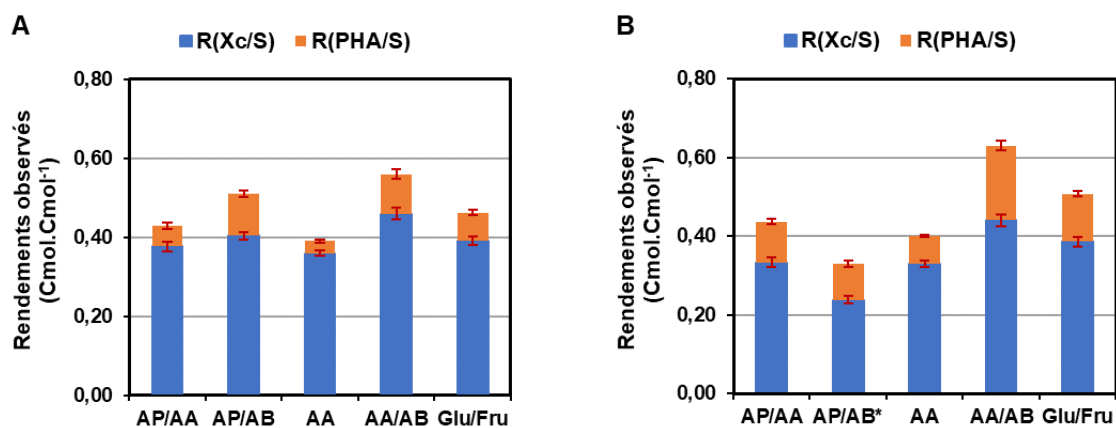 A
R(Xc/S) R(PHA/S)
Rendements observés
(Cmol.Cmol⁻¹)
0,80
0,60
0,40
0,20
0,00
AP/AA AP/AB AA AA/AB Glu/Fru
B
R(Xc/S) R(PHA/S)
Rendements observés
(Cmol.Cmol⁻¹)
0,80
0,60
0,40
0,20
0,00
AP/AA AP/AB* AA AA/AB Glu/Fru